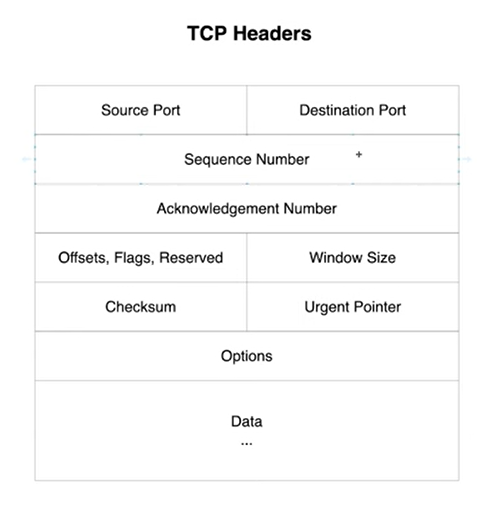 TCP Headers
Source Port
Destination Port
Sequence Number
Acknowledgement Number
Offsets, Flags, Reserved
Window Size
Checksum
Urgent Pointer
Options
Data
...